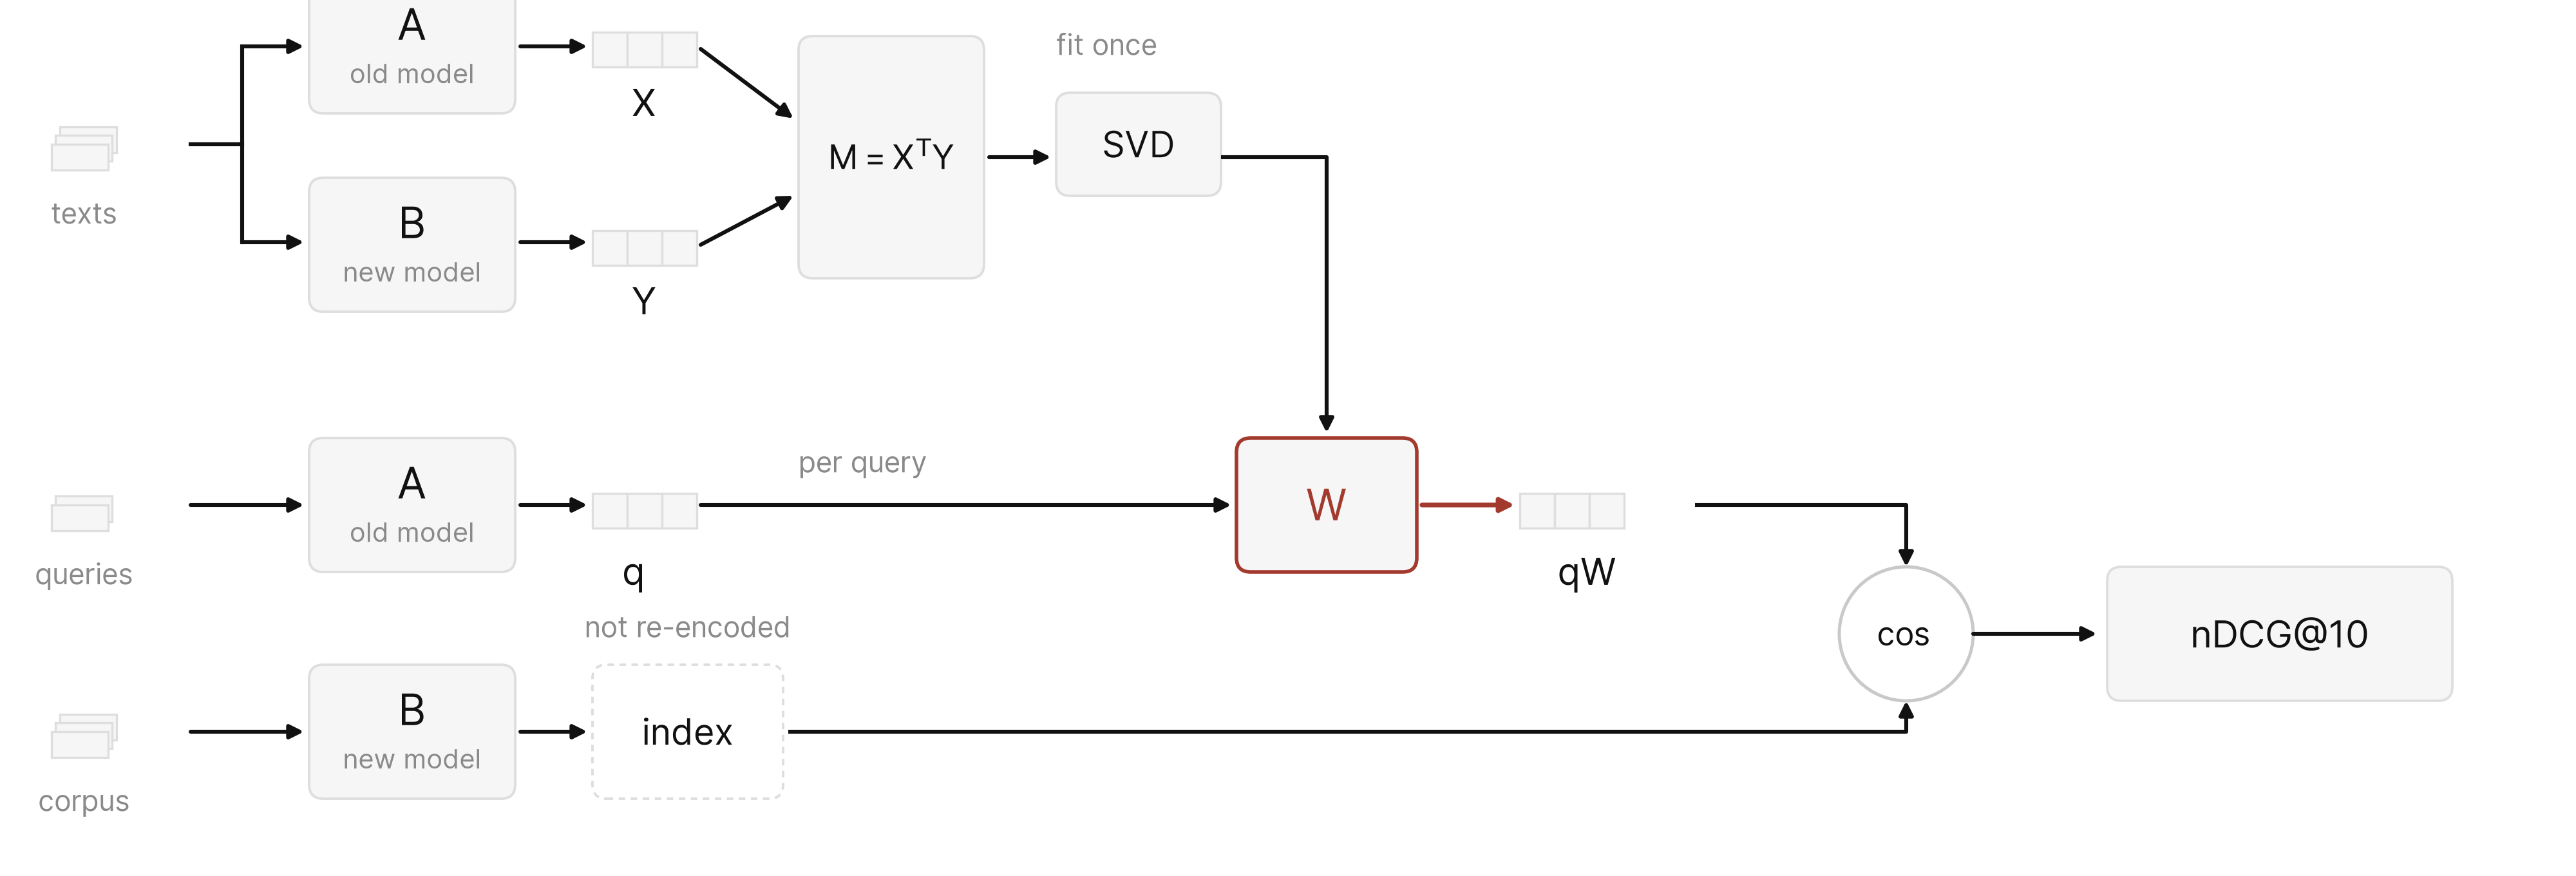 A
old model
X
texts
B
new model
Y
M = XᵀY
fit once
SVD
queries
A
old model
q
per query
W
qW
not re-encoded
corpus
B
new model
index
cos
nDCG@10